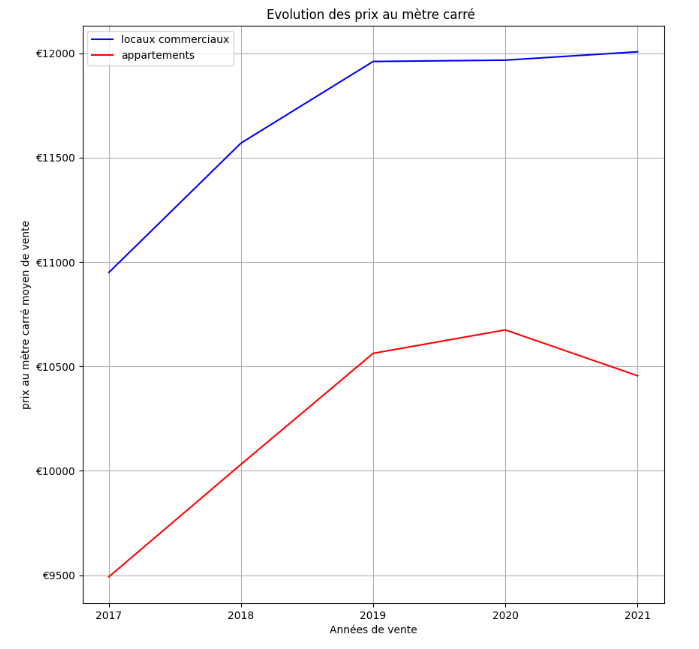 Evolution des prix au mètre carré
locaux commerciaux
appartements
€12000
€11500
€11000
€10500
€10000
€9500
prix au mètre carré moyen de vente
2017 2018 2019 2020 2021
Années de vente